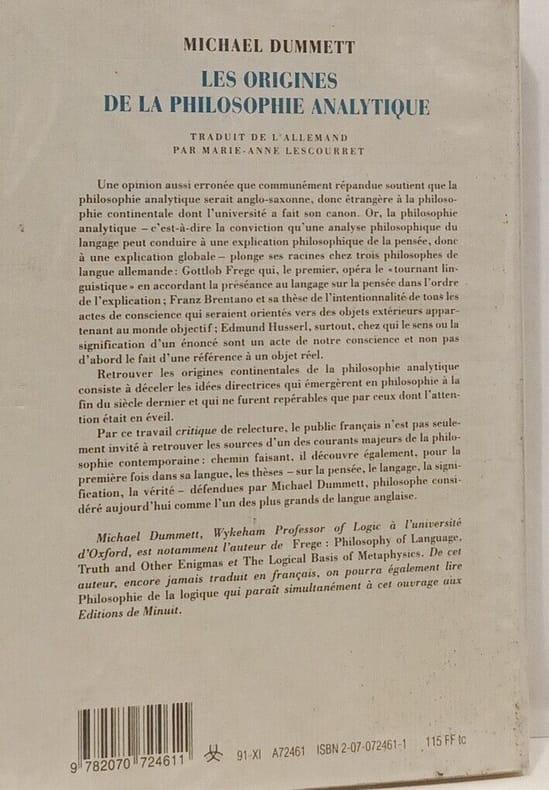 MICHAEL DUMMETT
LES ORIGINES
DE LA PHILOSOPHIE ANALYTIQUE
TRADUIT DE L'ALLEMAND
PAR MARIE-ANNE LESCOURRET
Une opinion aussi erronée que communément répandue soutient que la
philosophie analytique serait anglo-saxonne, donc étrangère à la philoso-
phie continentale dont l'université a fait son canon. Or, la philosophie
analytique – c'est-à-dire la conviction qu'une analyse philosophique du
langage peut conduire à une explication philosophique de la pensée, donc
à une explication globale – plonge ses racines chez trois philosophes de
langue allemande : Gottlob Frege qui, le premier, opéra le « tournant lin-
guistique » en accordant la préséance au langage sur la pensée dans l'ordre
de l'explication ; Franz Brentano et sa thèse de l'intentionnalité de tous les
actes de conscience qui seraient orientés vers des objets extérieurs appar-
tenant au monde objectif ; Edmund Husserl, surtout, chez qui le sens ou la
signification d'un énoncé sont un acte de notre conscience et non pas
d'abord le fait d'une référence à un objet réel.
Retrouver les origines continentales de la philosophie analytique
consiste à déceler les idées directrices qui émergèrent en philosophie à la
fin du siècle dernier et qui ne furent repérables que par ceux dont l'atten-
tion était en éveil.
Par ce travail critique de relecture, le public français n'est pas seule-
ment invité à retrouver les sources d'un des courants majeurs de la philo-
sophie contemporaine : chemin faisant, il découvre également, pour la
première fois dans sa langue, les thèses – sur la pensée, le langage, la signi-
fication, la vérité – défendues par Michael Dummett, philosophe consi-
déré aujourd'hui comme l'un des plus grands de langue anglaise.
Michael Dummett, Wykeham Professor of Logic à l'université
d'Oxford, est notamment l'auteur de Frege : Philosophy of Language,
Truth and Other Enigmas et The Logical Basis of Metaphysics. De cet
auteur, encore jamais traduit en français, on pourra également lire
Philosophie de la logique qui paraît simultanément à cet ouvrage aux
Editions de Minuit.
9 782070 724611
91-XI A72461 ISBN 2-07-072461-1 115 FF tc